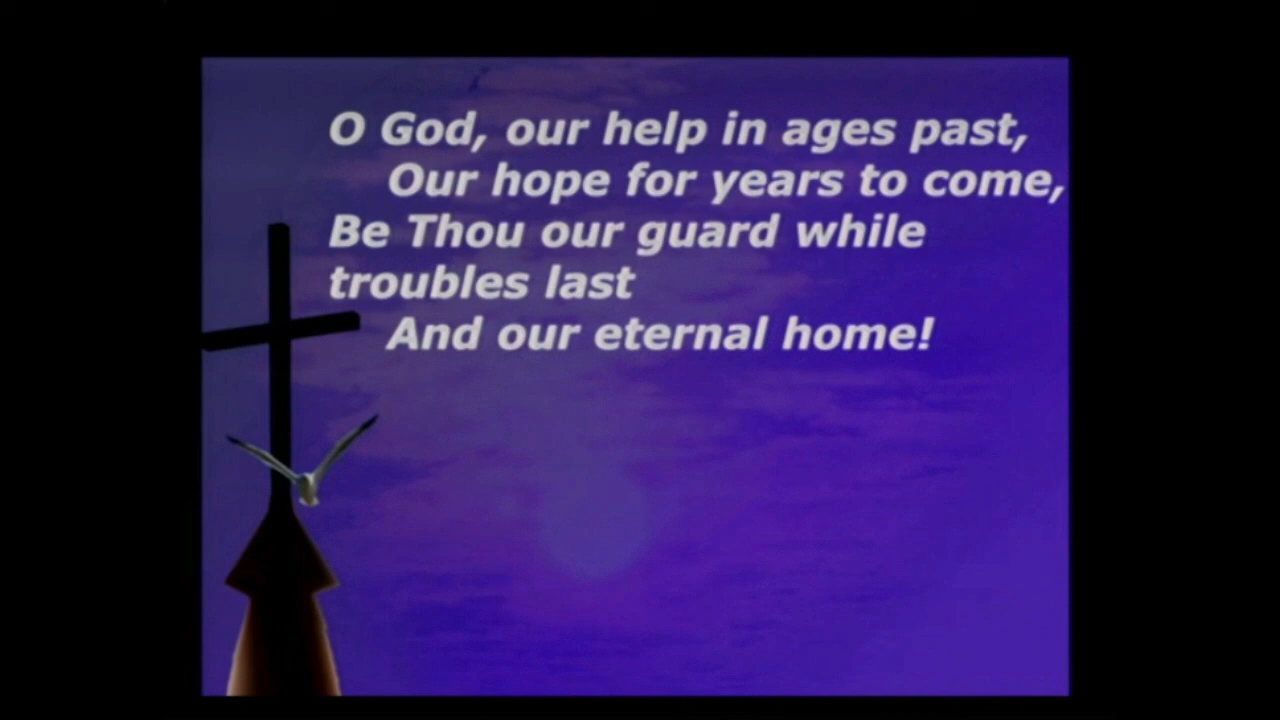 O God, our help in ages past,
Our hope for years to come,
Be Thou our guard while
troubles last
And our eternal home!